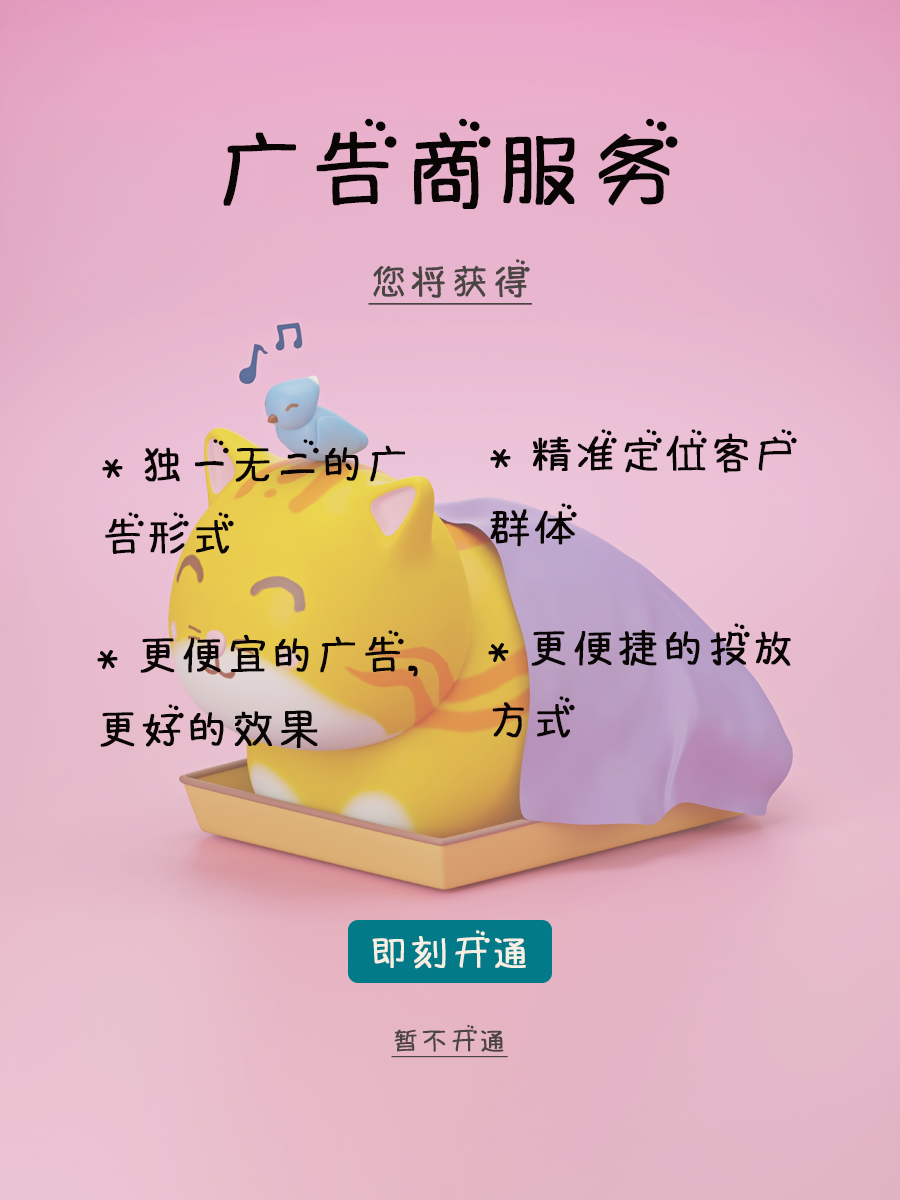 广告商服务
您将获得
* 独一无二的广
告形式
* 精准定位客户
群体
* 更便宜的广告，
更好的效果
* 更便捷的投放
方式
即刻开通
暂不开通